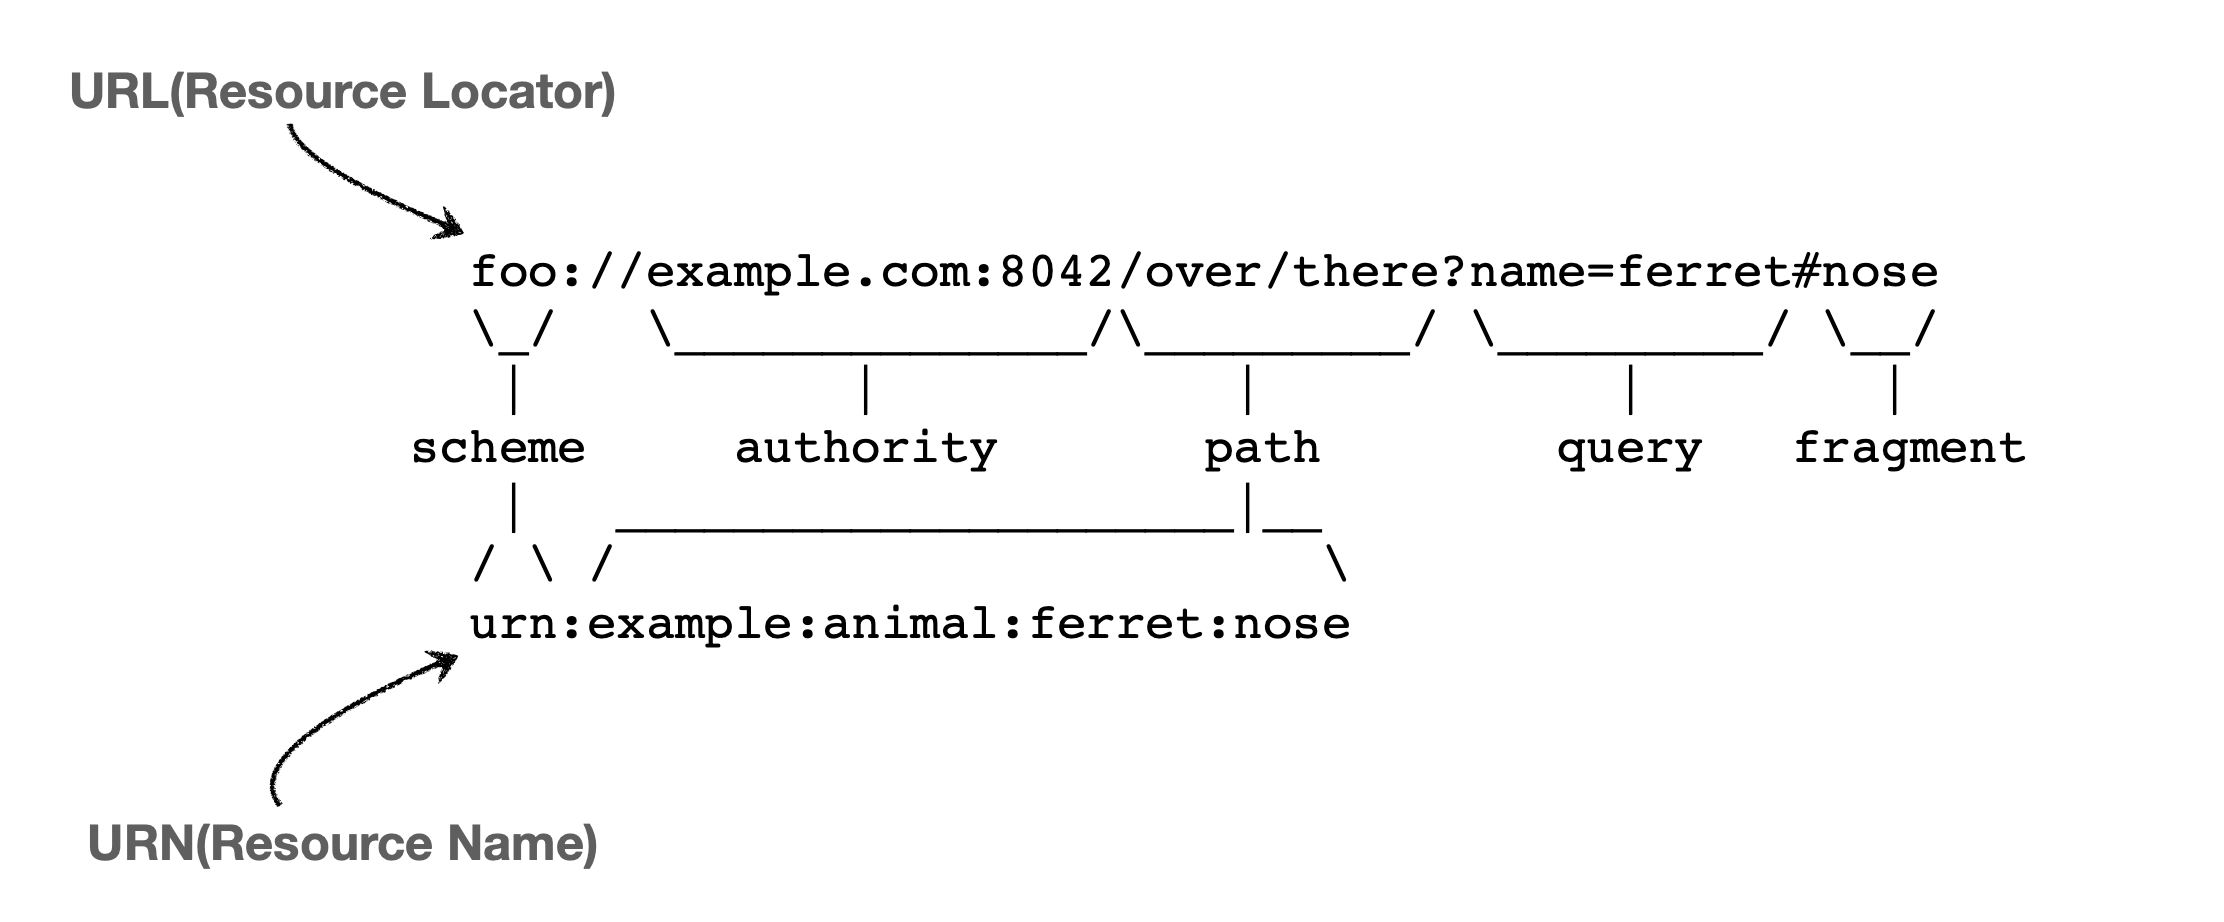 URL(Resource Locator)
foo://example.com:8042/over/there?name=ferret#nose
scheme authority path query fragment
urn:example:animal:ferret:nose
URN(Resource Name)